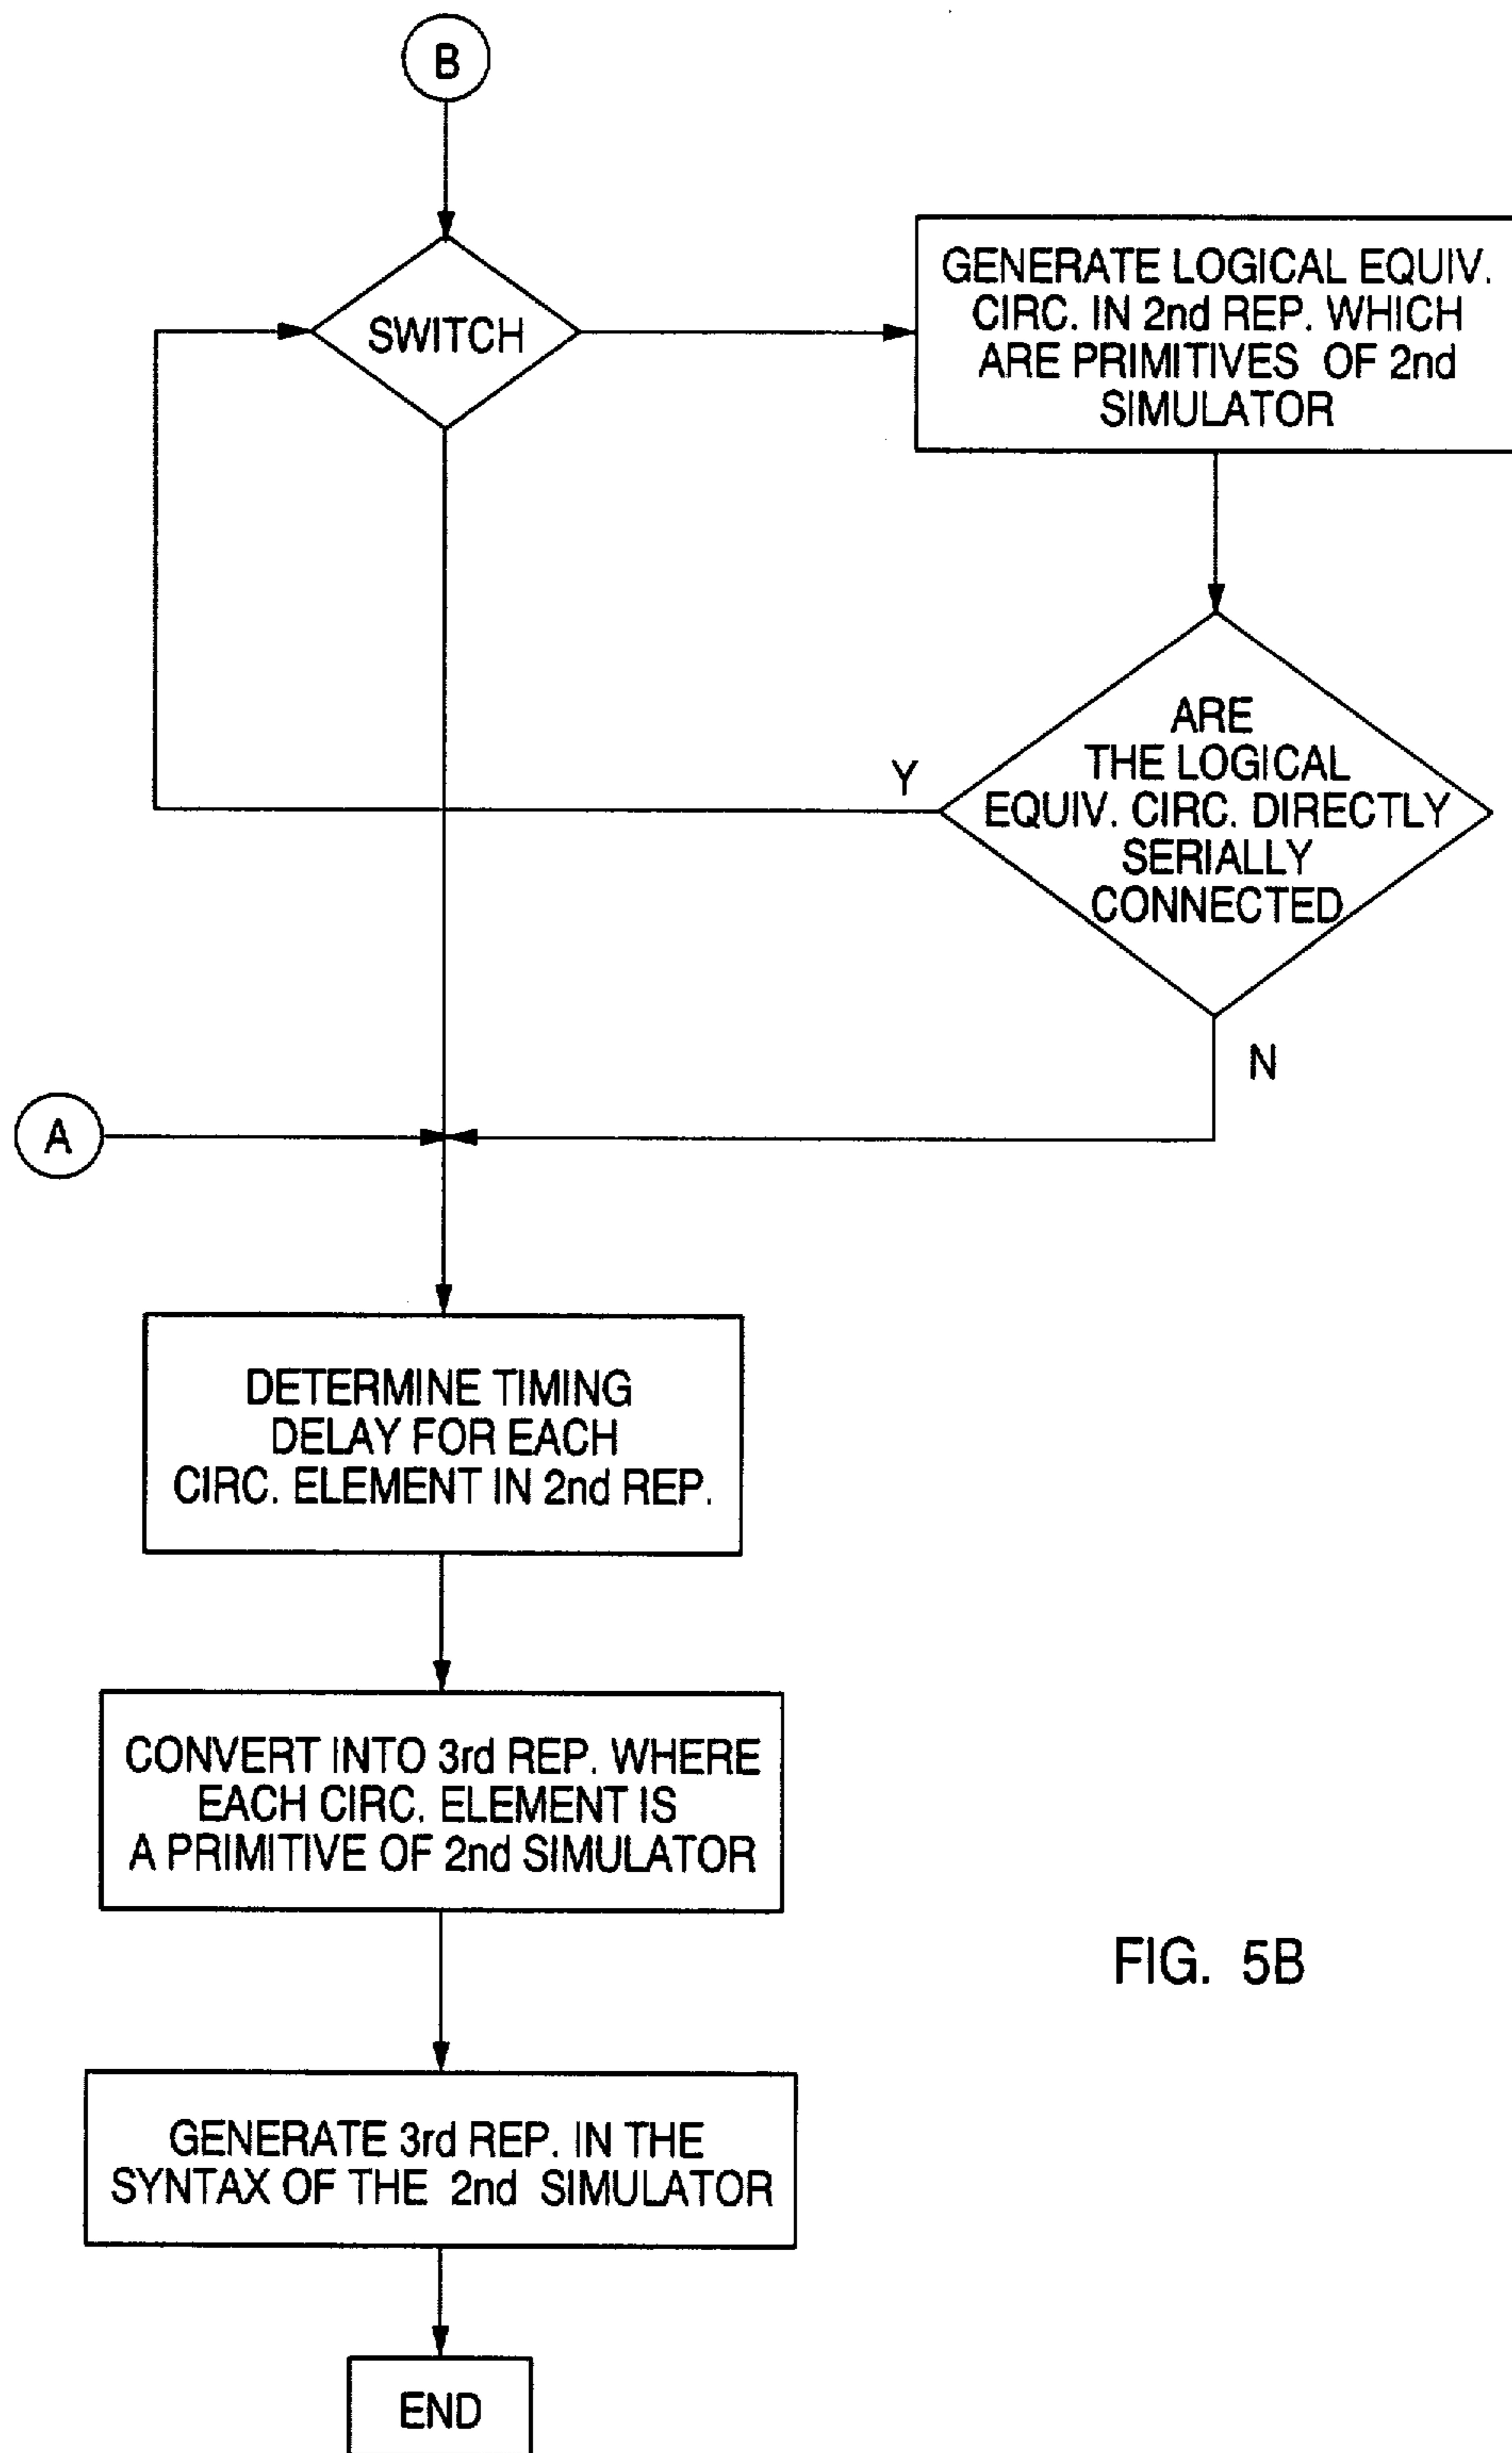 B
SWITCH
GENERATE LOGICAL EQUIV.
CIRC. IN 2nd REP. WHICH
ARE PRIMITIVES OF 2nd
SIMULATOR
ARE
THE LOGICAL
EQUIV. CIRC. DIRECTLY
SERIALLY
CONNECTED
Y
N
A
DETERMINE TIMING
DELAY FOR EACH
CIRC. ELEMENT IN 2nd REP.
CONVERT INTO 3rd REP. WHERE
EACH CIRC. ELEMENT IS
A PRIMITIVE OF 2nd SIMULATOR
GENERATE 3rd REP. IN THE
SYNTAX OF THE 2nd SIMULATOR
END
FIG. 5B